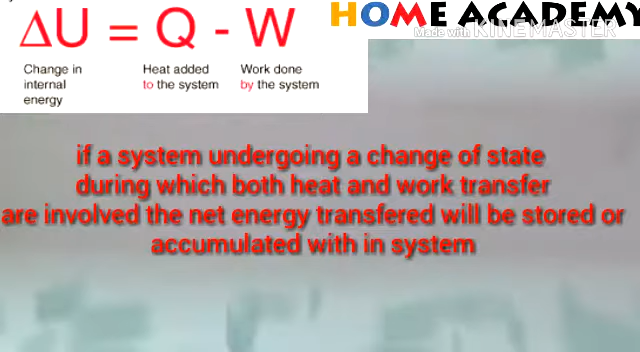 HOME ACADEMY
Made with KINEMASTER
ΔU = Q - W
Change in internal energy
Heat added to the system
Work done by the system
if a system undergoing a change of state
during which both heat and work transfer
are involved the net energy transfered will be stored or
accumulated with in system